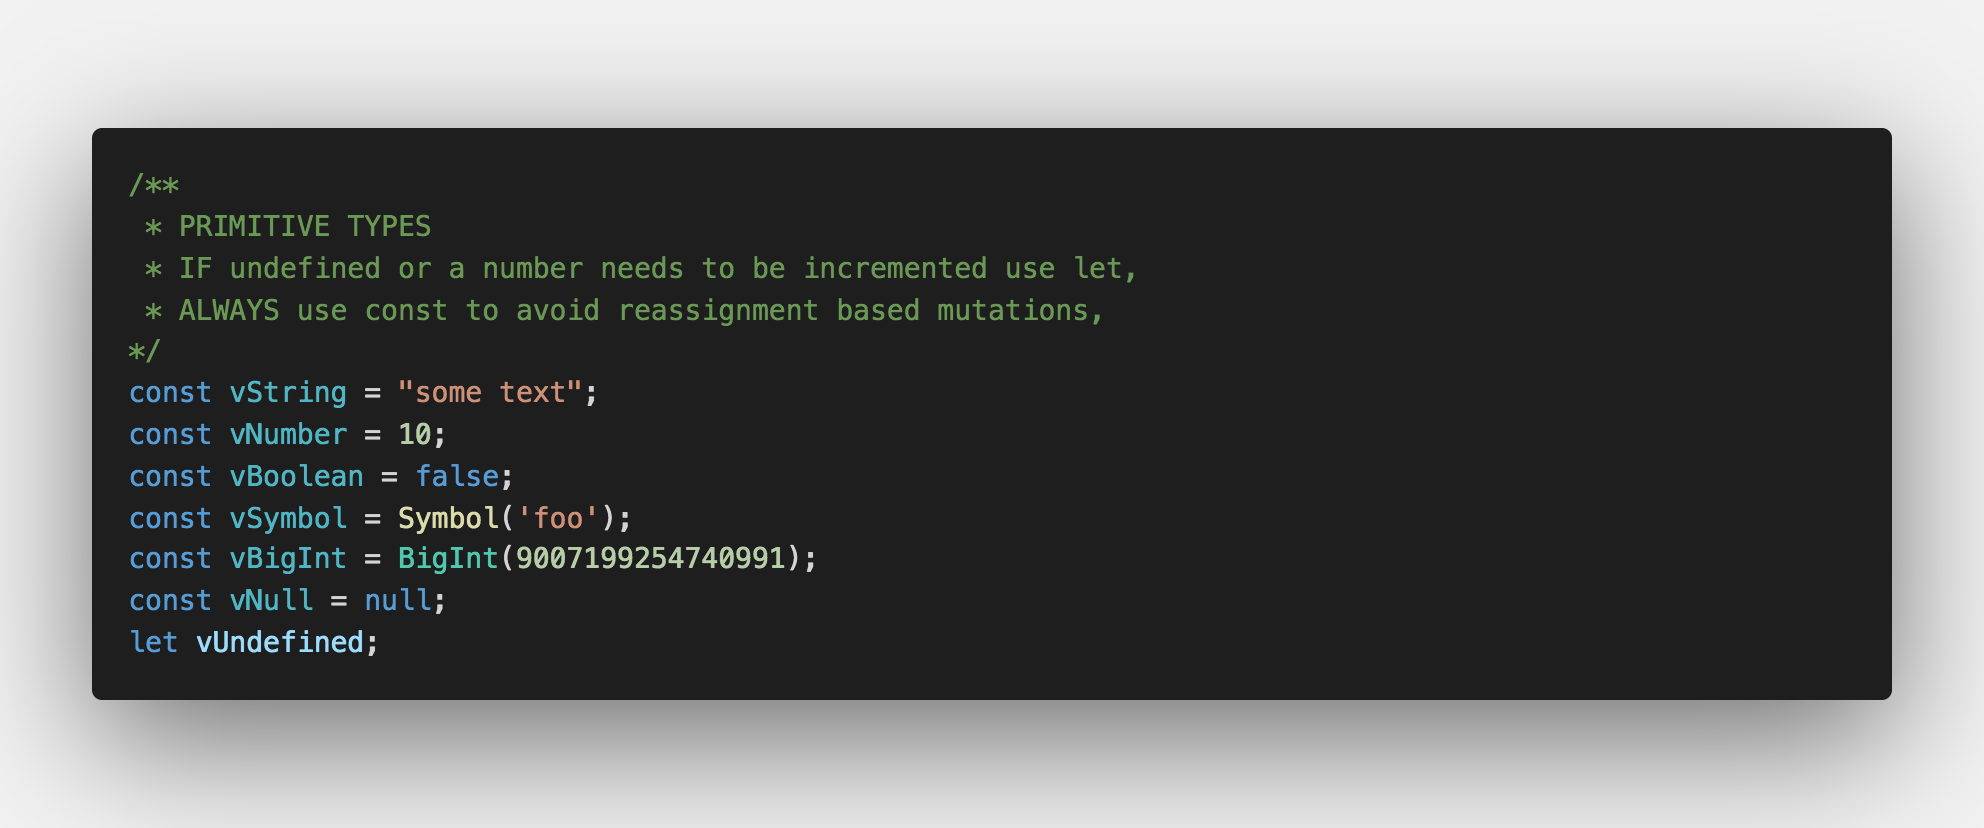 /**
 * PRIMITIVE TYPES
 * IF undefined or a number needs to be incremented use let,
 * ALWAYS use const to avoid reassignment based mutations,
*/
const vString = "some text";
const vNumber = 10;
const vBoolean = false;
const vSymbol = Symbol('foo');
const vBigInt = BigInt(9007199254740991);
const vNull = null;
let vUndefined;